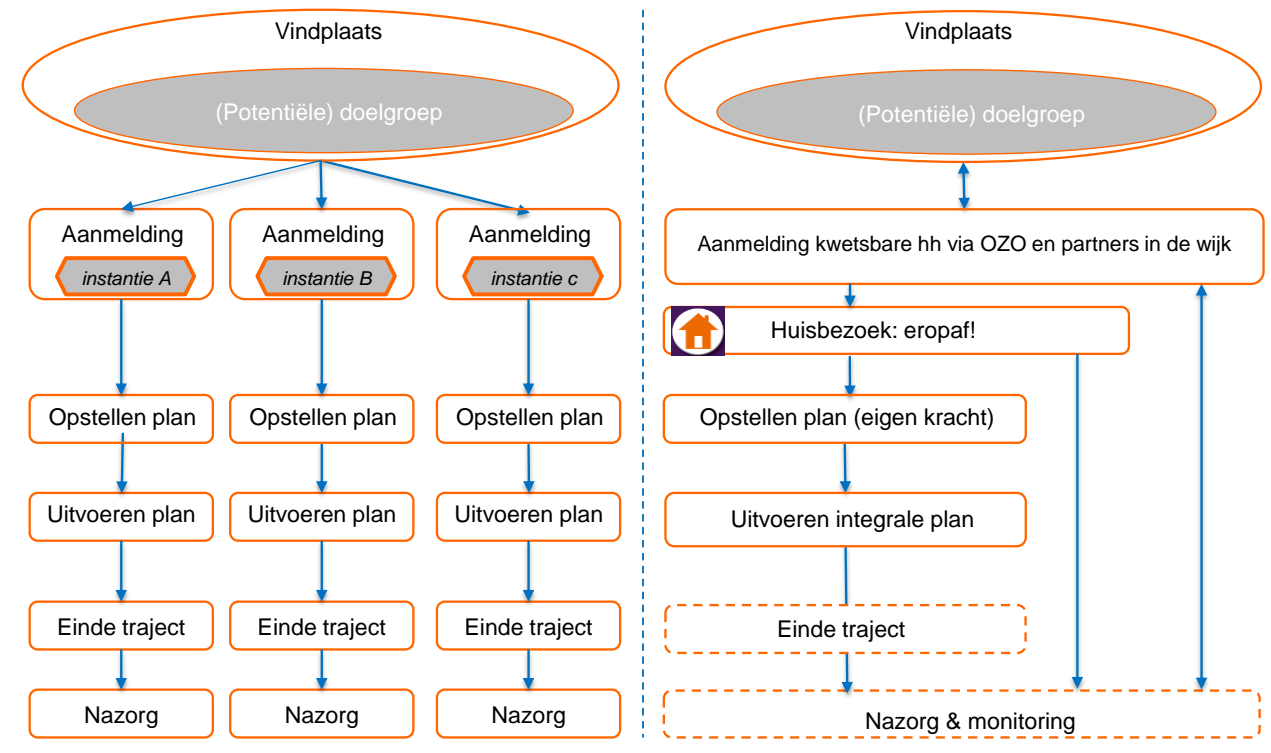 Vindplaats
(Potentiële) doelgroep
Aanmelding
instantie A
Aanmelding
instantie B
Aanmelding
instantie c
Opstellen plan
Opstellen plan
Opstellen plan
Uitvoeren plan
Uitvoeren plan
Uitvoeren plan
Einde traject
Einde traject
Einde traject
Nazorg
Nazorg
Nazorg
Vindplaats
(Potentiële) doelgroep
Aanmelding kwetsbare hh via OZO en partners in de wijk
Huisbezoek: eropaf!
Opstellen plan (eigen kracht)
Uitvoeren integrale plan
Einde traject
Nazorg & monitoring